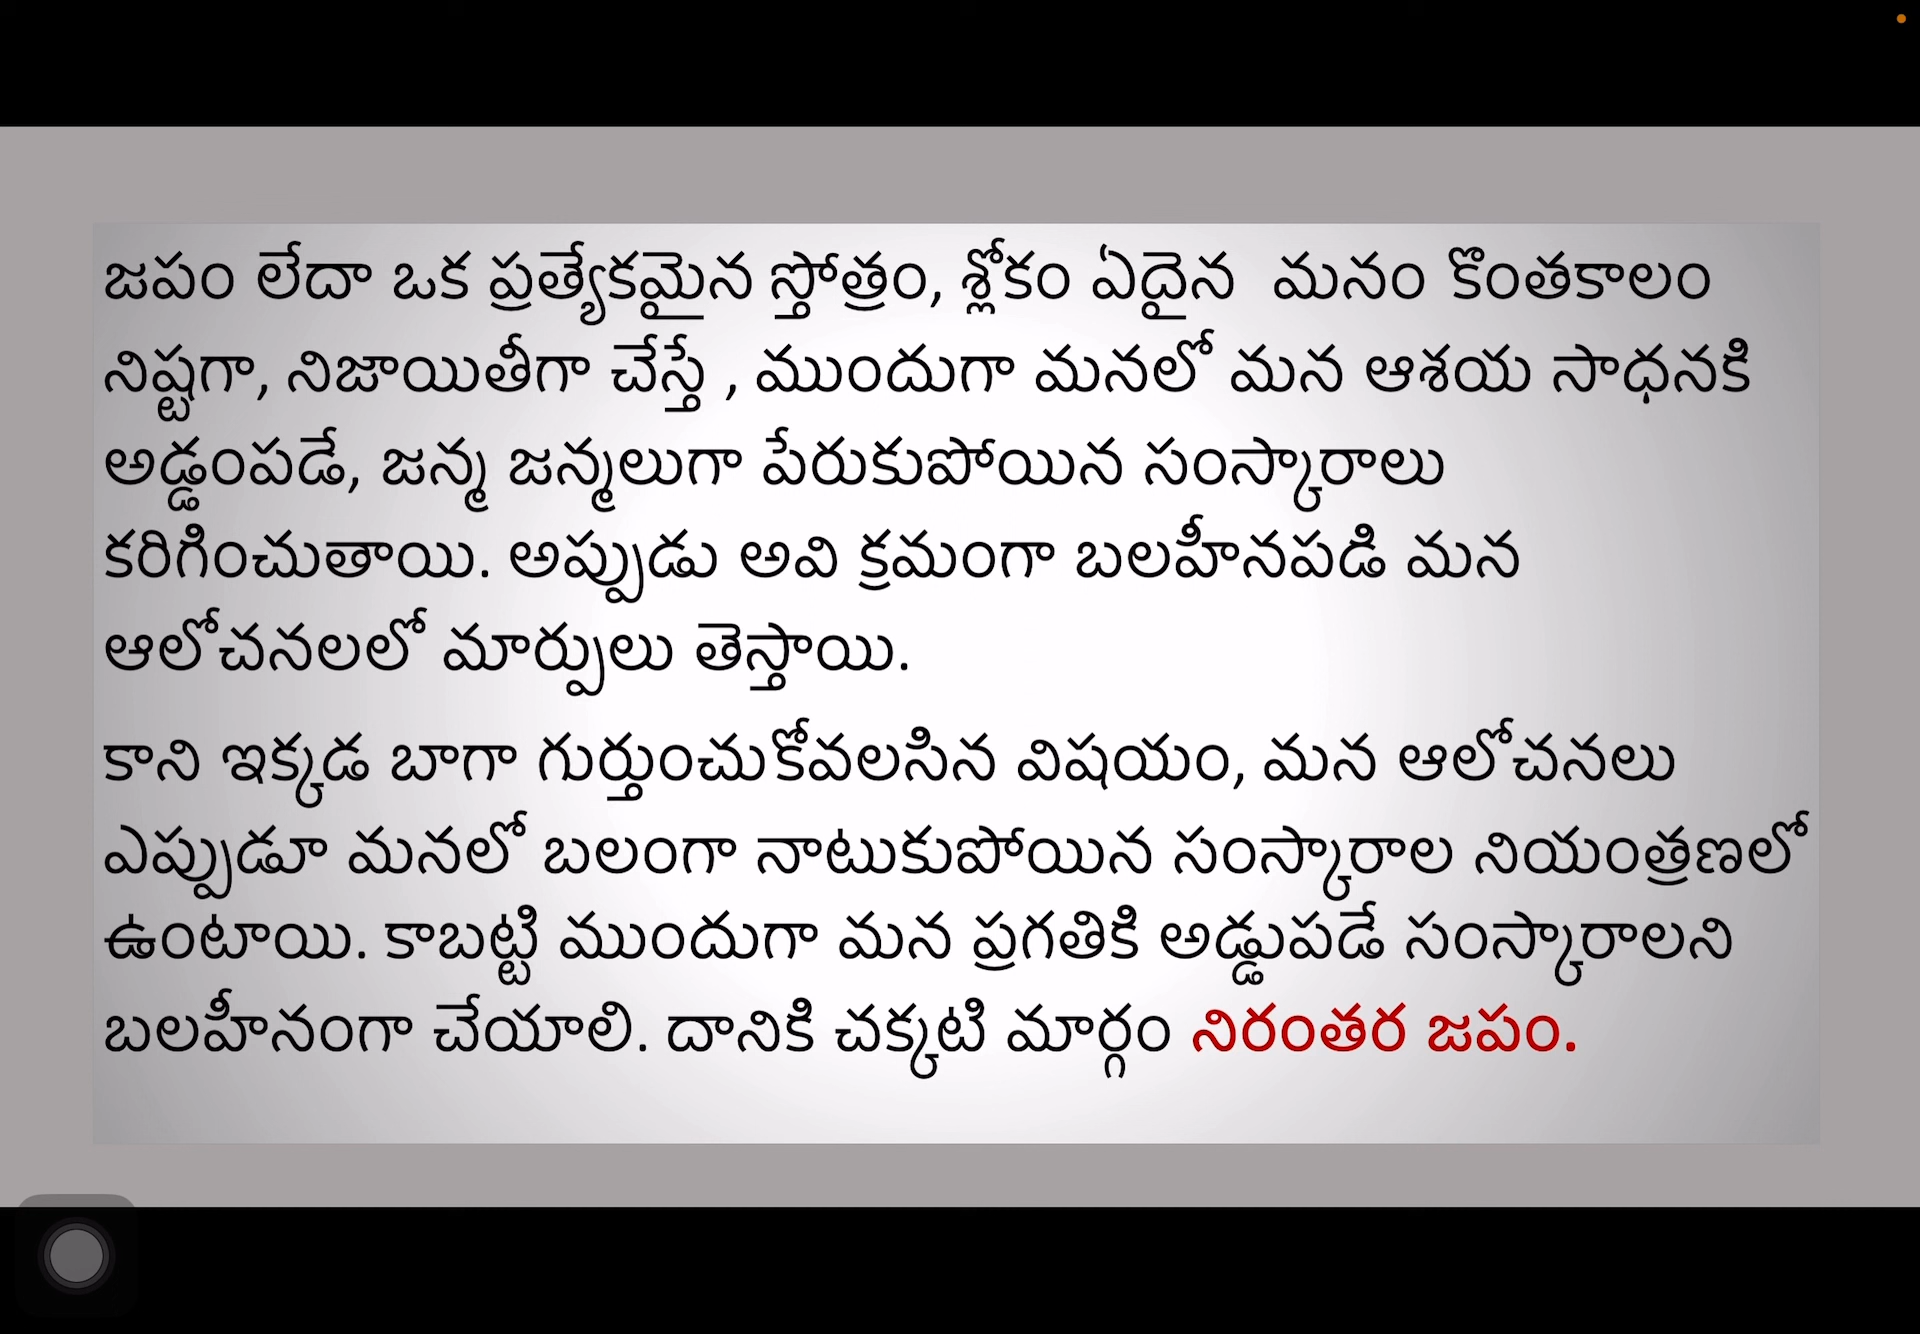 జపం లేదా ఒక ప్రత్యేకమైన స్తోత్రం, శ్లోకం ఏదైన మనం కొంతకాలం
నిష్టగా, నిజాయితీగా చేస్తే , ముందుగా మనలో మన ఆశయ సాధనకి
అడ్డంపడే, జన్మ జన్మలుగా పేరుకుపోయిన సంస్కారాలు
కరిగించుతాయి. అప్పుడు అవి క్రమంగా బలహీనపడి మన
ఆలోచనలలో మార్పులు తెస్తాయి.
కాని ఇక్కడ బాగా గుర్తుంచుకోవలసిన విషయం, మన ఆలోచనలు
ఎప్పుడూ మనలో బలంగా నాటుకుపోయిన సంస్కారాల నియంత్రణలో
ఉంటాయి. కాబట్టి ముందుగా మన ప్రగతికి అడ్డుపడే సంస్కారాలని
బలహీనంగా చేయాలి. దానికి చక్కటి మార్గం నిరంతర జపం.